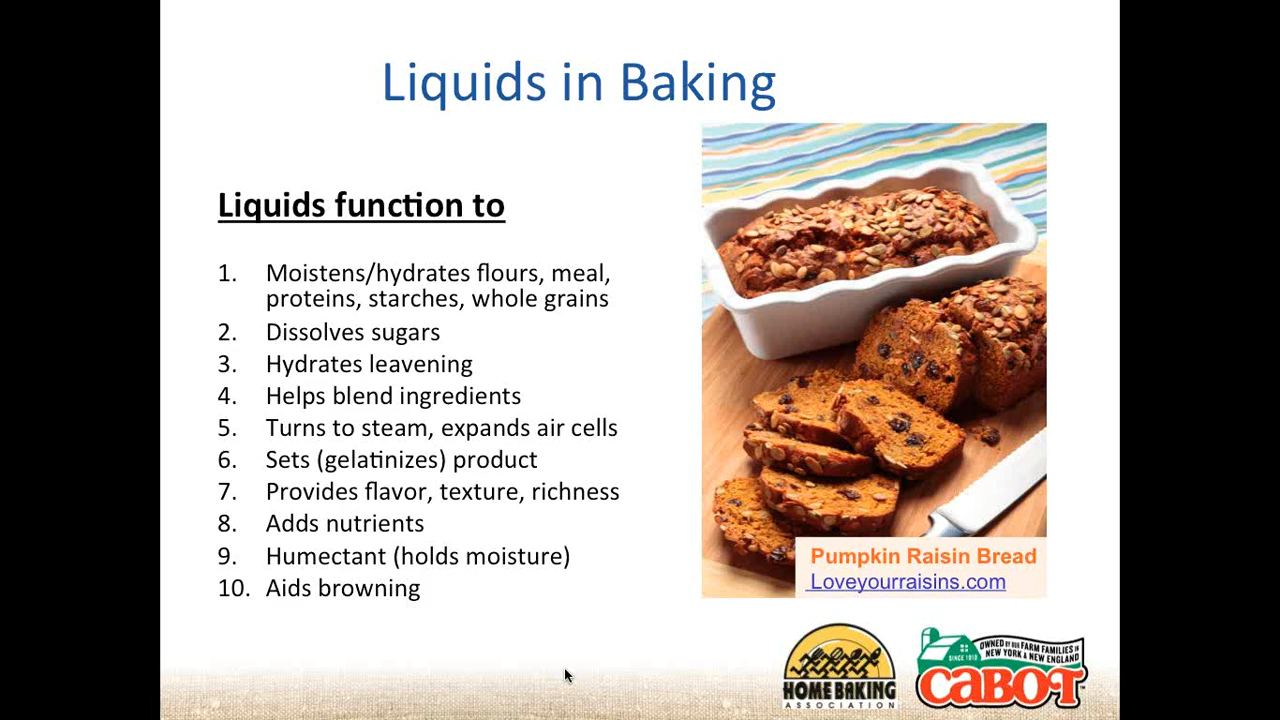 Liquids in Baking
Liquids function to
1. Moistens/hydrates flours, meal,
proteins, starches, whole grains
2. Dissolves sugars
3. Hydrates leavening
4. Helps blend ingredients
5. Turns to steam, expands air cells
6. Sets (gelatinizes) product
7. Provides flavor, texture, richness
8. Adds nutrients
9. Humectant (holds moisture)
10. Aids browning
Pumpkin Raisin Bread
Loveyourraisins.com
HOME BAKING
ASSOCIATION
OWNED BY OUR FARM FAMILIES IN
NEW YORK & NEW ENGLAND
SINCE 1919
CABOT